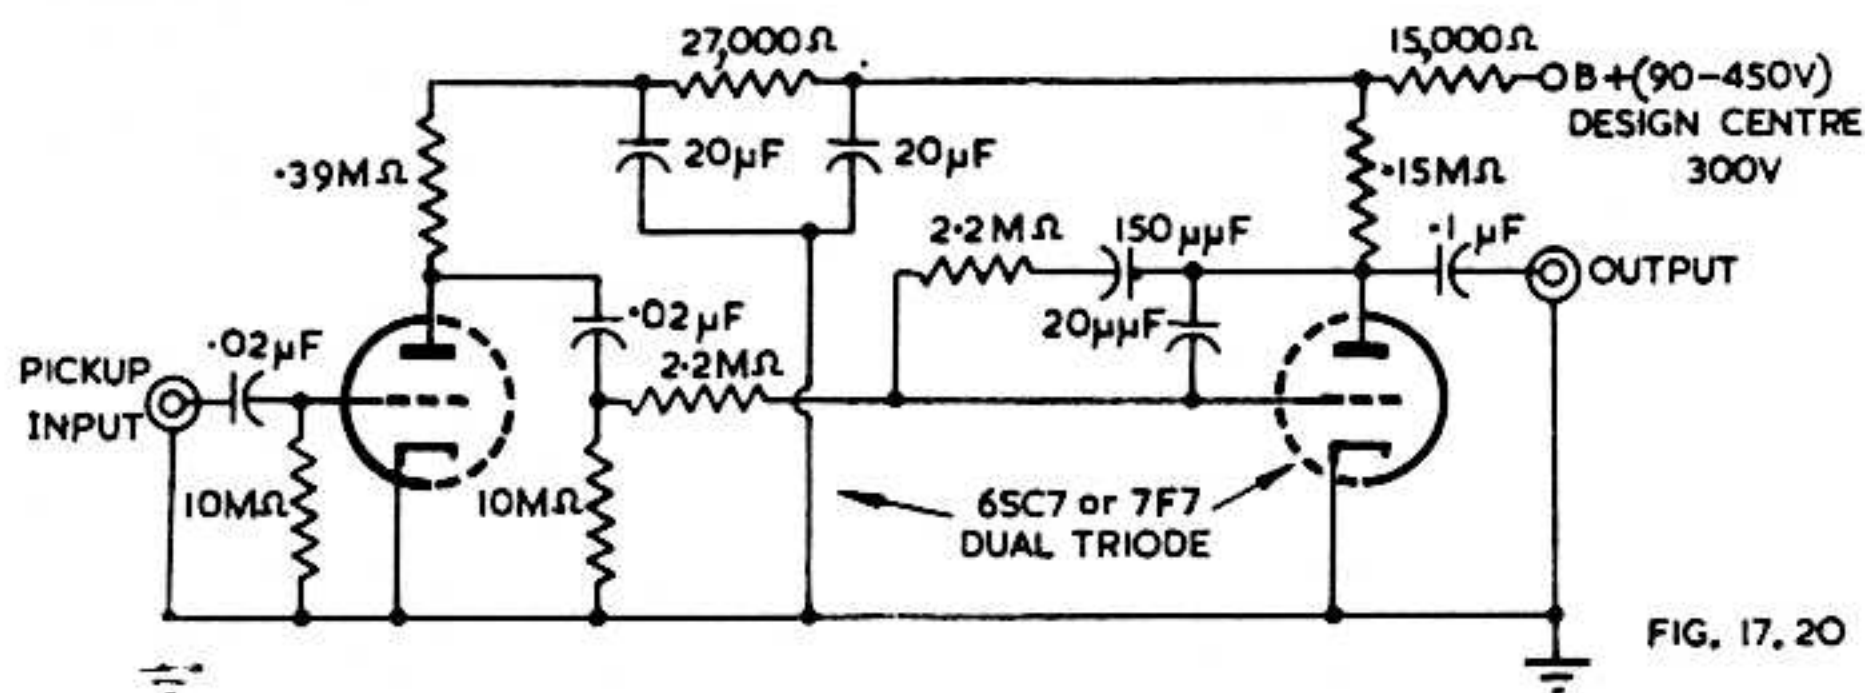 27,000Ω
15,000Ω
B+(90-450V)
DESIGN CENTRE
300V
·39MΩ
20μF
20μF
·15MΩ
2·2MΩ
150μμF
·1μF
OUTPUT
·02μF
·02μF
20μμF
2·2MΩ
PICKUP
INPUT
10MΩ
10MΩ
6SC7 or 7F7
DUAL TRIODE
FIG. 17.20